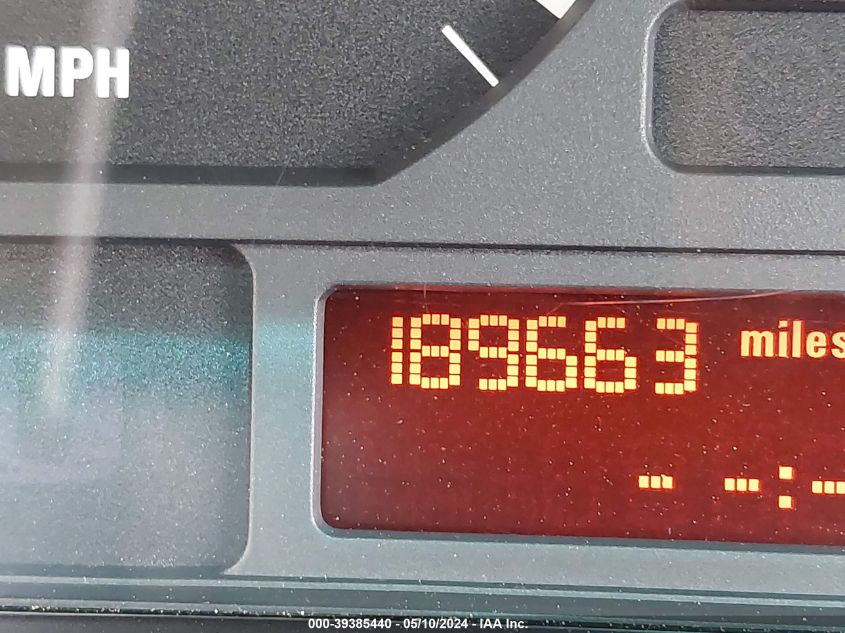 MPH
189663 miles
- -:-
000-39385440 - 05/10/2024 - IAA Inc.